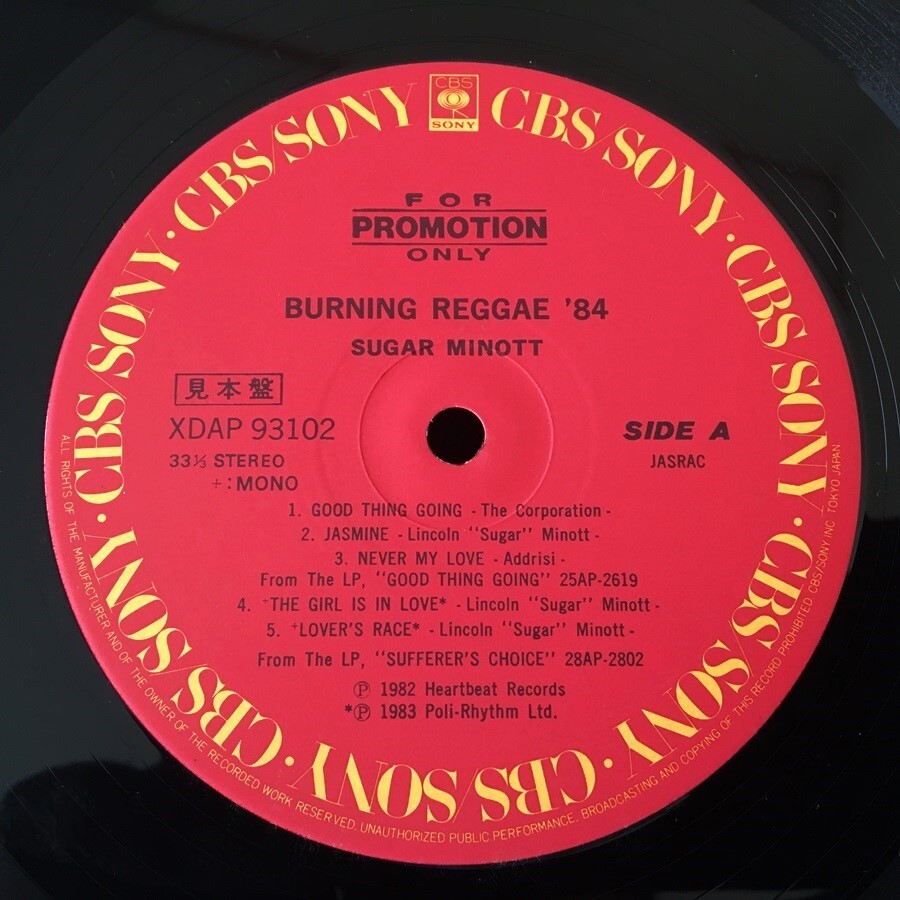 CBS
SONY
CBS/SONY · CBS/SONY · CBS/SONY · CBS/SONY · CBS/SONY · CBS/SONY · CBS/SONY · CBS/SONY · CBS/SONY
FOR
PROMOTION
ONLY
BURNING REGGAE '84
SUGAR MINOTT
見本盤
XDAP 93102
33⅓ STEREO
+:MONO
SIDE A
JASRAC
1. GOOD THING GOING - The Corporation -
2. JASMINE - Lincoln "Sugar" Minott -
3. NEVER MY LOVE - Addrisi -
From The LP, "GOOD THING GOING" 25AP-2619
4. +THE GIRL IS IN LOVE* - Lincoln "Sugar" Minott -
5. +LOVER'S RACE* - Lincoln "Sugar" Minott -
From The LP, "SUFFERER'S CHOICE" 28AP-2802
Ⓟ 1982 Heartbeat Records
*Ⓟ 1983 Poli-Rhythm Ltd.
ALL RIGHTS OF THE MANUFACTURER AND OF THE OWNER OF THE RECORDED WORK RESERVED. UNAUTHORIZED PUBLIC PERFORMANCE, BROADCASTING AND COPYING OF THIS RECORD PROHIBITED CBS/SONY INC. TOKYO JAPAN